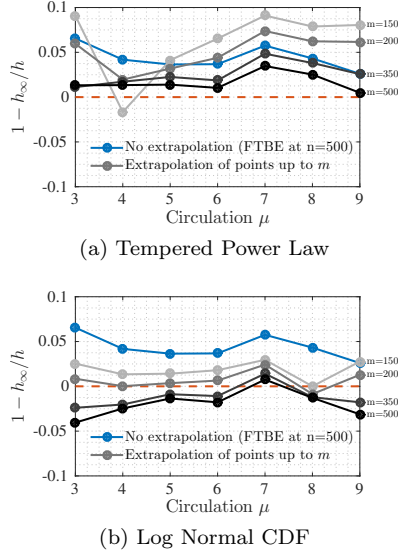 0.1
m=150
0.05
m=200
1 − h∞/h
m=350
0
m=500
-0.05
No extrapolation (FTBE at n=500)
Extrapolation of points up to m
-0.1
3 4 5 6 7 8 9
Circulation μ
(a) Tempered Power Law
0.1
0.05
m=150
m=200
1 − h∞/h
0
m=350
m=500
-0.05
No extrapolation (FTBE at n=500)
Extrapolation of points up to m
-0.1
3 4 5 6 7 8 9
Circulation μ
(b) Log Normal CDF